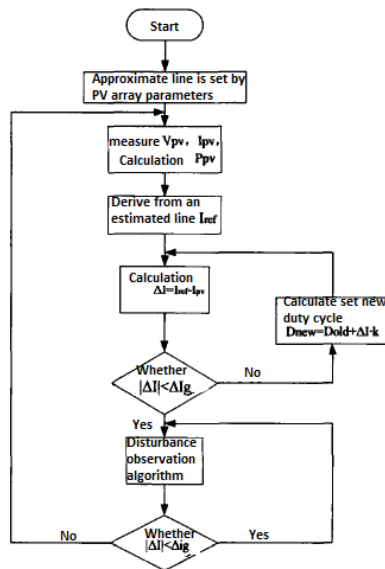 Start
Approximate line is set by
PV array parameters
measure Vpv, Ipv,
Calculation Ppv
Derive from an
estimated line Iref
Calculation
ΔI=Iref-Ipv
Calculate set new
duty cycle
Dnew=Dold+ΔI·k
Whether
|ΔI|<ΔIg
No
Yes
Disturbance
observation
algorithm
Whether
|ΔI|<Δig
No
Yes